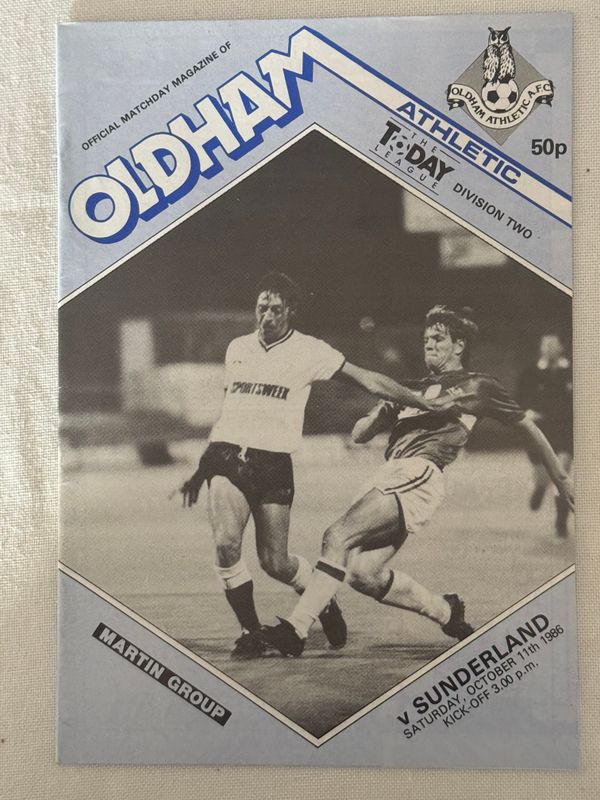 OFFICIAL MATCHDAY MAGAZINE OF
OLDHAM
ATHLETIC
OLDHAM ATHLETIC A.F.C.
50p
THE
TODAY
LEAGUE
DIVISION TWO
SPORTSWEEK
MARTIN GROUP
v SUNDERLAND
SATURDAY, OCTOBER 11th 1986
KICK-OFF 3.00 p.m.